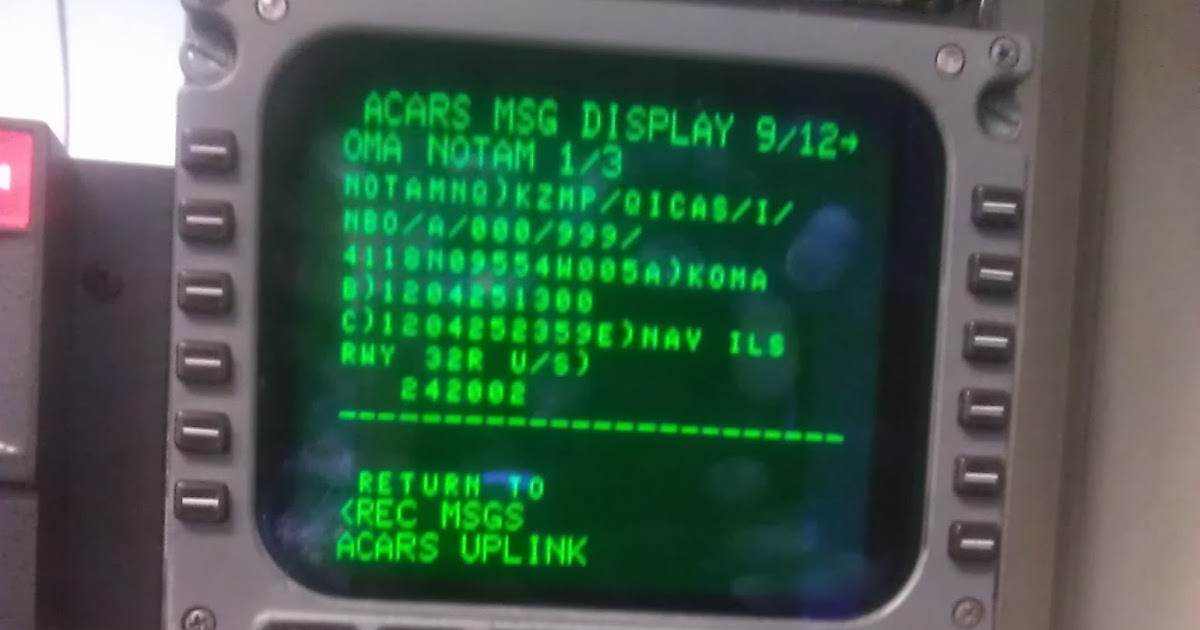 ACARS MSG DISPLAY 9/12→
OMA NOTAM 1/3
NOTAMNQ)KZMP/QICAS/I/
NBO/A/000/999/
4118N09554W005A)KOMA
B)1204251300
C)1204252359E)NAV ILS
RWY 32R U/S)
242002
------------------------
RETURN TO
<REC MSGS
ACARS UPLINK